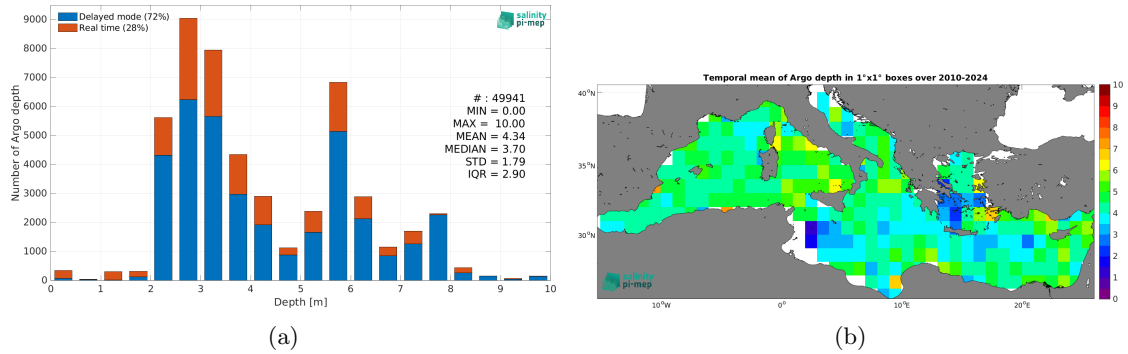 Delayed mode (72%)
Real time (28%)
salinity
pi-mep
9000
8000
7000
6000
5000
4000
3000
2000
1000
0
Number of Argo depth
# : 49941
MIN = 0.00
MAX = 10.00
MEAN = 4.34
MEDIAN = 3.70
STD = 1.79
IQR = 2.90
0 1 2 3 4 5 6 7 8 9 10
Depth [m]
(a)
Temporal mean of Argo depth in 1°x1° boxes over 2010-2024
40°N
35°N
30°N
10°W 0° 10°E 20°E
10
9
8
7
6
5
4
3
2
1
0
salinity
pi-mep
(b)